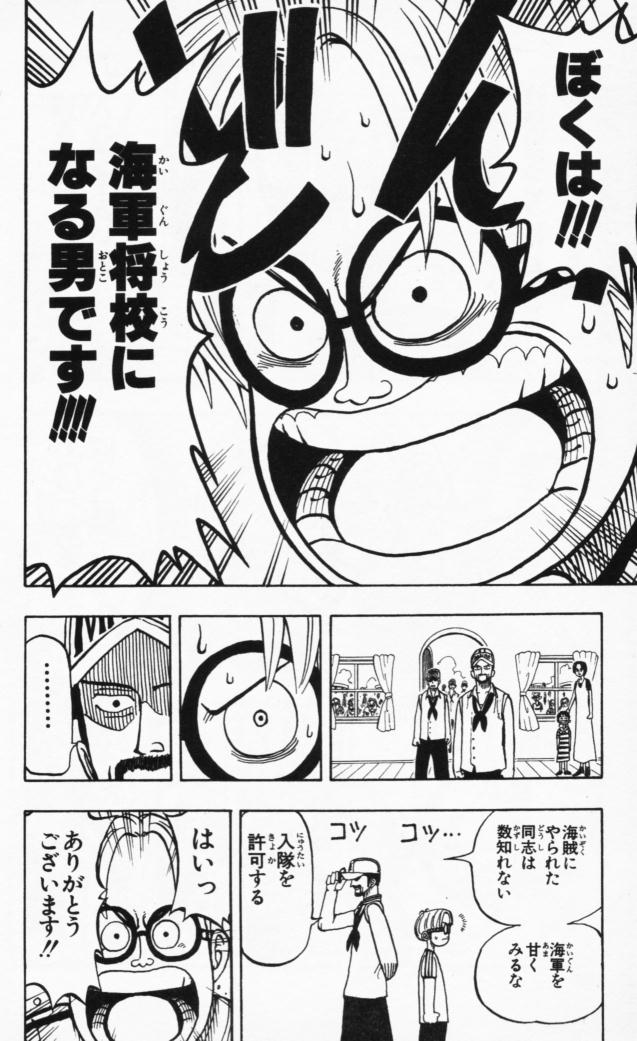 ぼくは!!!
海軍将校に
なる男です!!!!
ドン
………
海賊に
やられた
同志は
数知れない
海軍を
甘く
みるな
コツ…
コツ
入隊を
許可する
はいっ
ありがとう
ございます!!